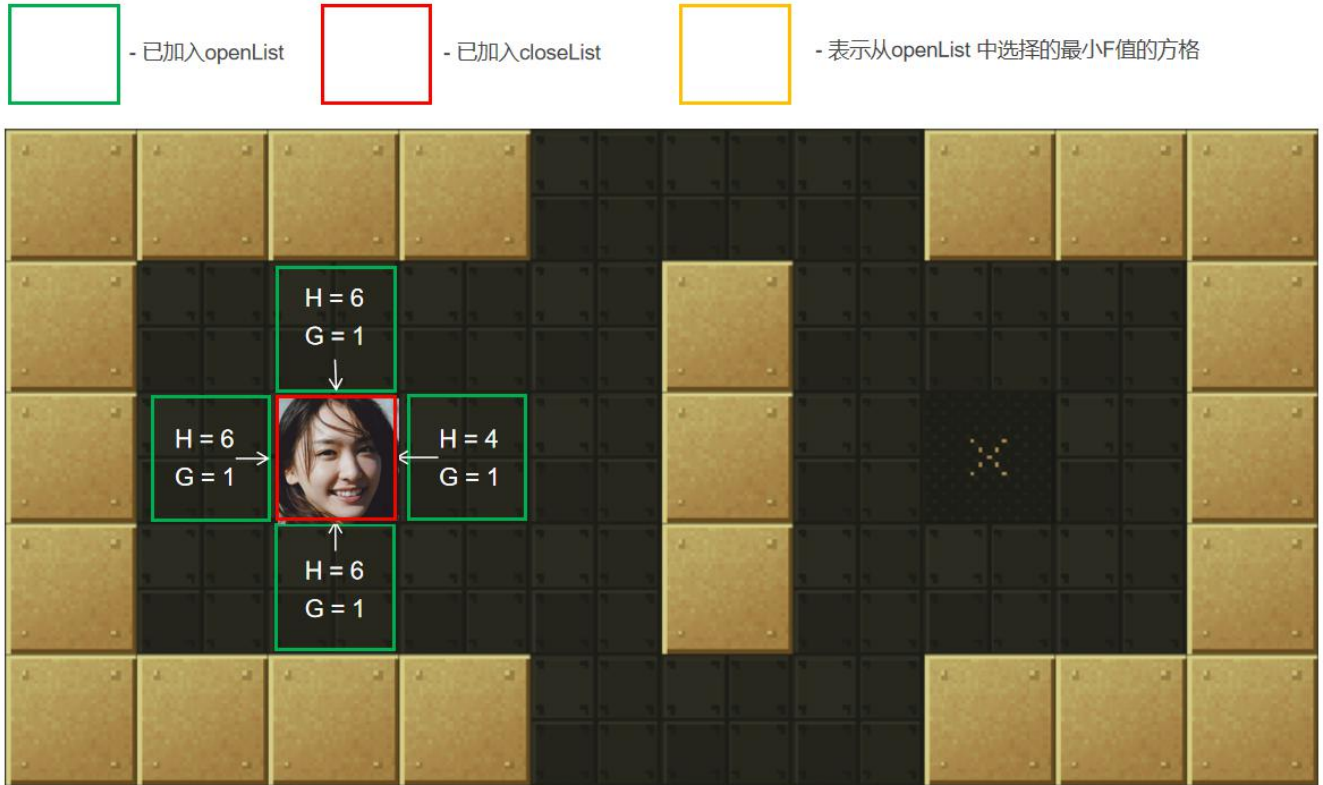 - 已加入openList
- 已加入closeList
- 表示从openList 中选择的最小F值的方格
H = 6
G = 1
H = 6
G = 1
H = 4
G = 1
H = 6
G = 1